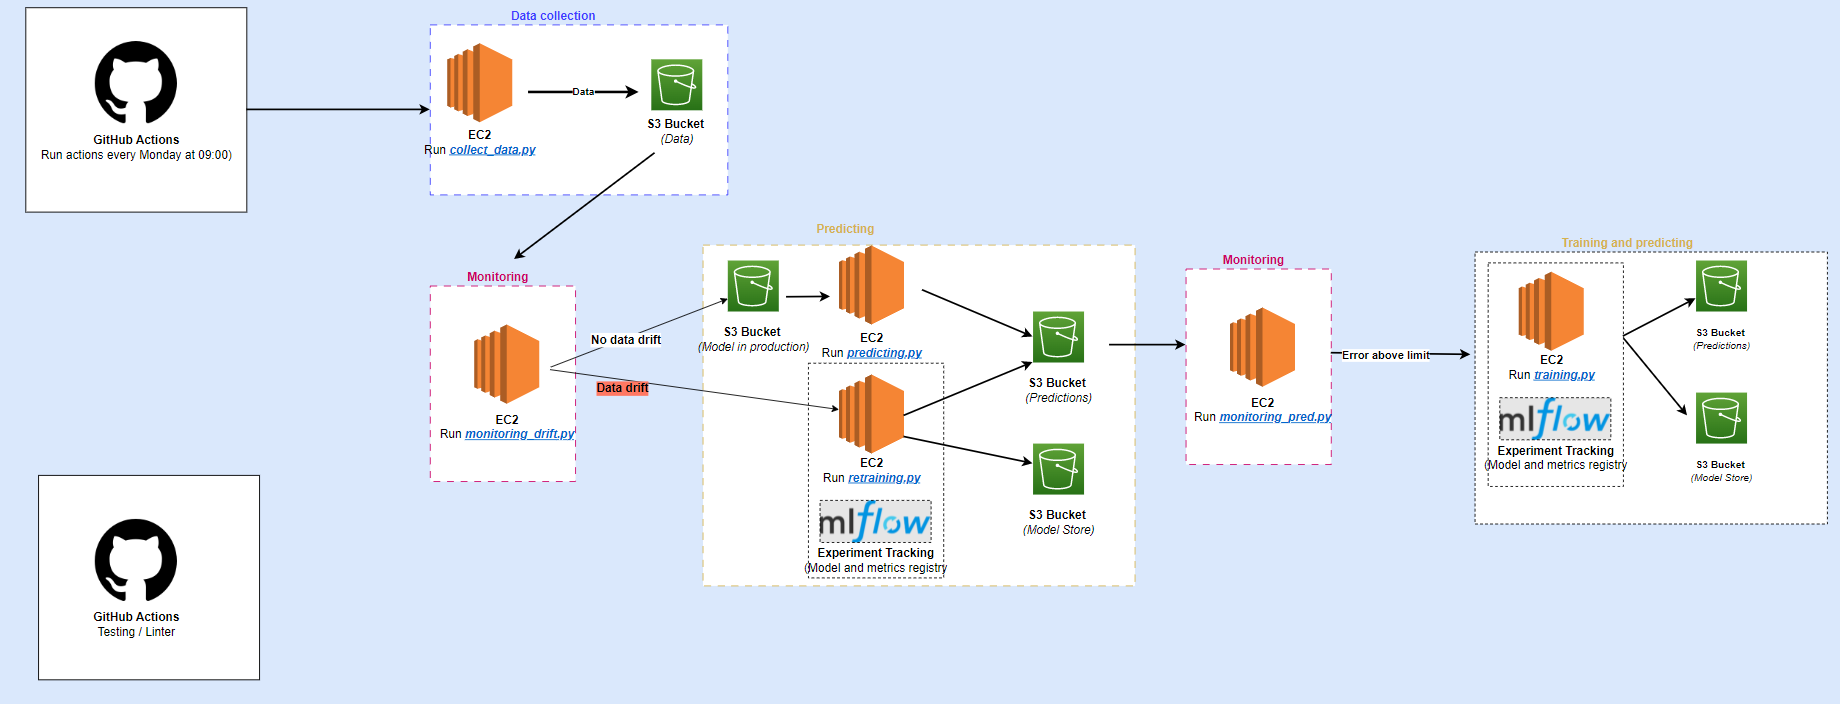 GitHub Actions
Run actions every Monday at 09:00)
Data collection
EC2
Run collect_data.py
Data
S3 Bucket
(Data)
Monitoring
EC2
Run monitoring_drift.py
No data drift
Data drift
Predicting
S3 Bucket
(Model in production)
EC2
Run predicting.py
EC2
Run retraining.py
mlflow
Experiment Tracking
(Model and metrics registry
S3 Bucket
(Predictions)
S3 Bucket
(Model Store)
Monitoring
EC2
Run monitoring_pred.py
Error above limit
Training and predicting
EC2
Run training.py
mlflow
Experiment Tracking
(Model and metrics registry
S3 Bucket
(Predictions)
S3 Bucket
(Model Store)
GitHub Actions
Testing / Linter